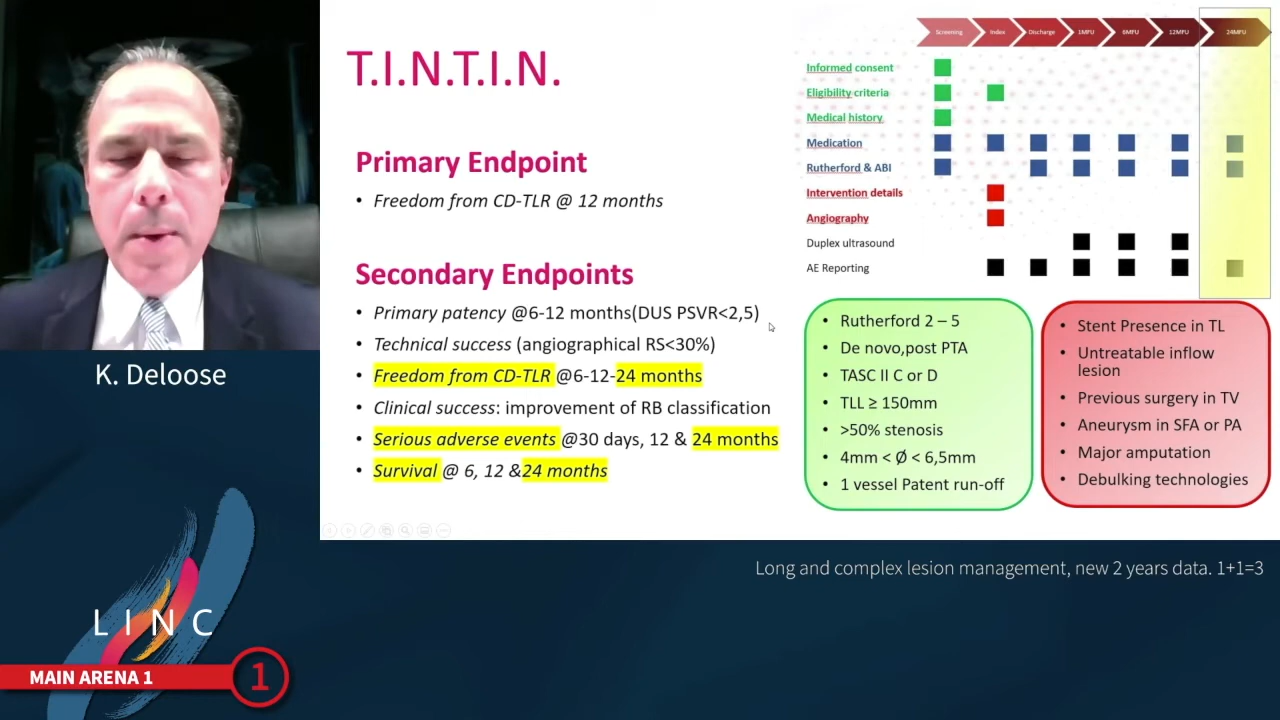 T.I.N.T.I.N.
Primary Endpoint
• Freedom from CD-TLR @ 12 months
Secondary Endpoints
• Primary patency @6-12 months(DUS PSVR<2,5)
• Technical success (angiographical RS<30%)
• Freedom from CD-TLR @6-12-24 months
• Clinical success: improvement of RB classification
• Serious adverse events @30 days, 12 & 24 months
• Survival @ 6, 12 &24 months
Screening Index Discharge 1MFU 6MFU 12MFU 24MFU
Informed consent
Eligibility criteria
Medical history
Medication
Rutherford & ABI
Intervention details
Angiography
Duplex ultrasound
AE Reporting
• Rutherford 2 – 5
• De novo,post PTA
• TASC II C or D
• TLL ≥ 150mm
• >50% stenosis
• 4mm < Ø < 6,5mm
• 1 vessel Patent run-off
• Stent Presence in TL
• Untreatable inflow
lesion
• Previous surgery in TV
• Aneurysm in SFA or PA
• Major amputation
• Debulking technologies
K. Deloose
Long and complex lesion management, new 2 years data. 1+1=3
LINC
MAIN ARENA 1
1